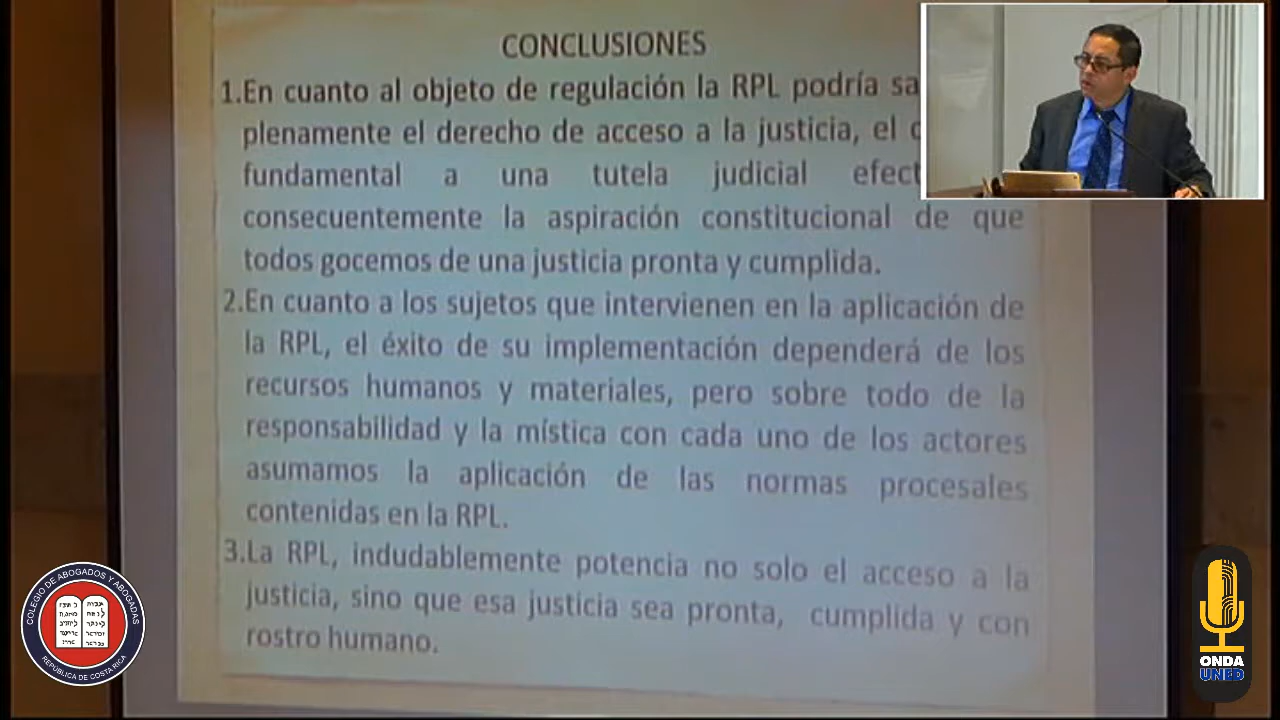 CONCLUSIONES
1.En cuanto al objeto de regulación la RPL podría
plenamente el derecho de acceso a la justicia, el
fundamental a una tutela judicial
consecuentemente la aspiración constitucional de que
todos gocemos de una justicia pronta y cumplida.
2.En cuanto a los sujetos que intervienen en la aplicación de
la RPL, el éxito de su implementación dependerá de los
recursos humanos y materiales, pero sobre todo de la
responsabilidad y la mística con cada uno de los actores
asumamos la aplicación de las normas procesales
contenidas en la RPL.
3.La RPL, indudablemente potencia no solo el acceso a la
justicia, sino que esa justicia sea pronta, cumplida y con
rostro humano.
COLEGIO DE ABOGADOS Y ABOGADAS
REPÚBLICA DE COSTA RICA
ONDA
UNED